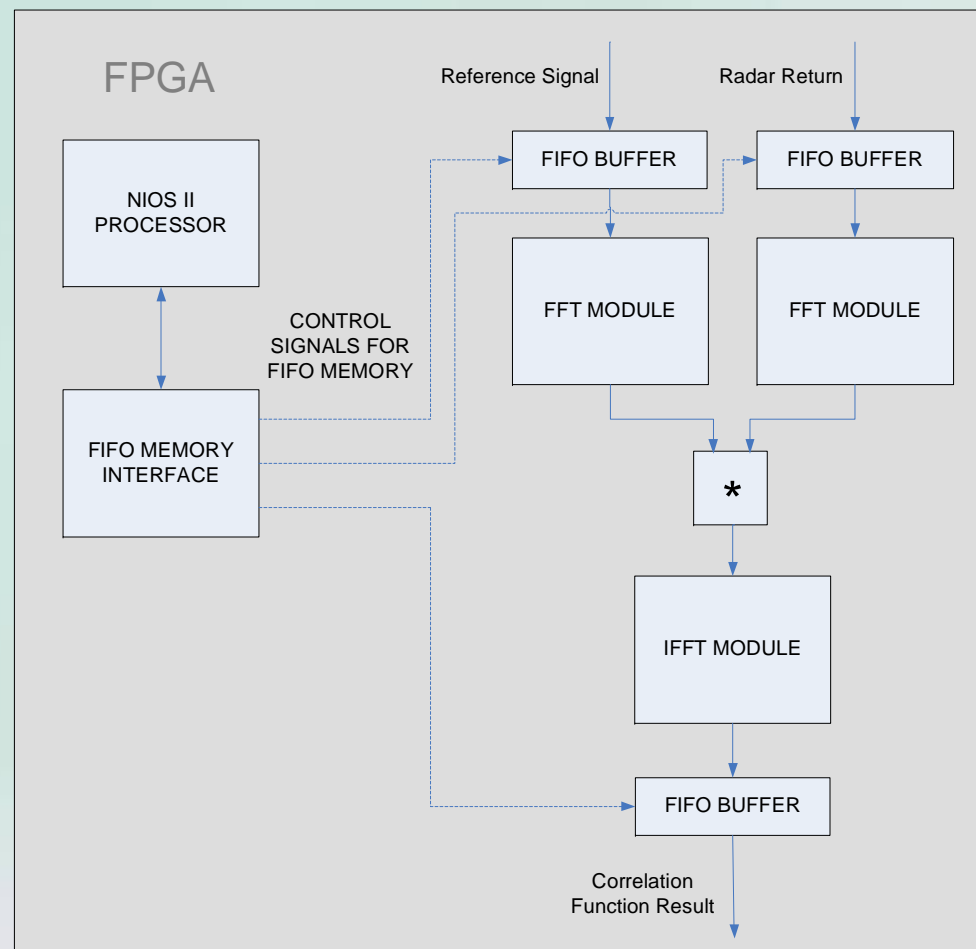 FPGA
Reference Signal
Radar Return
FIFO BUFFER
FIFO BUFFER
NIOS II
PROCESSOR
FFT MODULE
FFT MODULE
CONTROL
SIGNALS FOR
FIFO MEMORY
FIFO MEMORY
INTERFACE
*
IFFT MODULE
FIFO BUFFER
Correlation
Function Result